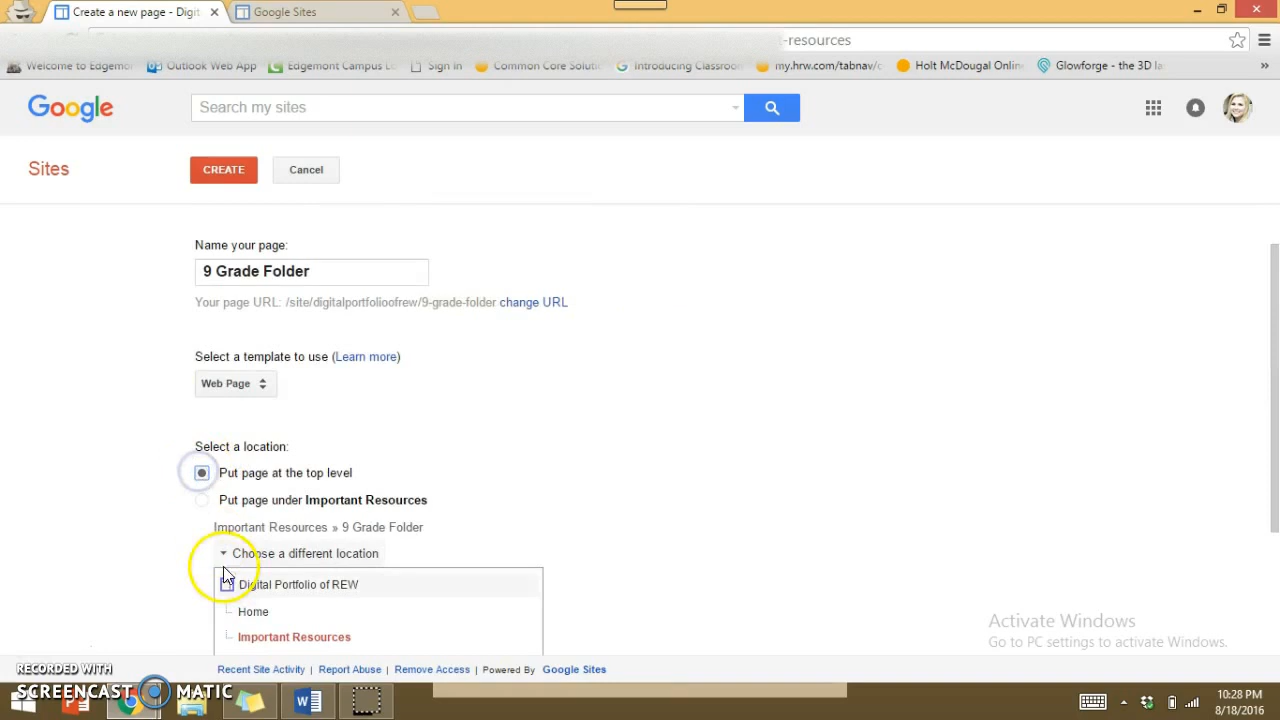 Create a new page - Digit
Google Sites
-resources
Welcome to Edgemor
Outlook Web App
Edgemont Campus Lo
Sign In
Common Core Soluti
Introducing Classroo
my.hrw.com/tabnav/c
Holt McDougal Online
Glowforge - the 3D la
»
Google
Search my sites
Sites
CREATE
Cancel
Name your page:
9 Grade Folder
Your page URL: /site/digitalportfolioofrew/9-grade-folder change URL
Select a template to use (Learn more)
Web Page
Select a location:
Put page at the top level
Put page under Important Resources
Important Resources » 9 Grade Folder
Choose a different location
Digital Portfolio of REW
Home
Important Resources
Activate Windows
Go to PC settings to activate Windows.
Recent Site Activity | Report Abuse | Remove Access | Powered By Google Sites
RECORDED WITH
SCREENCAST MATIC
10:28 PM
8/18/2016